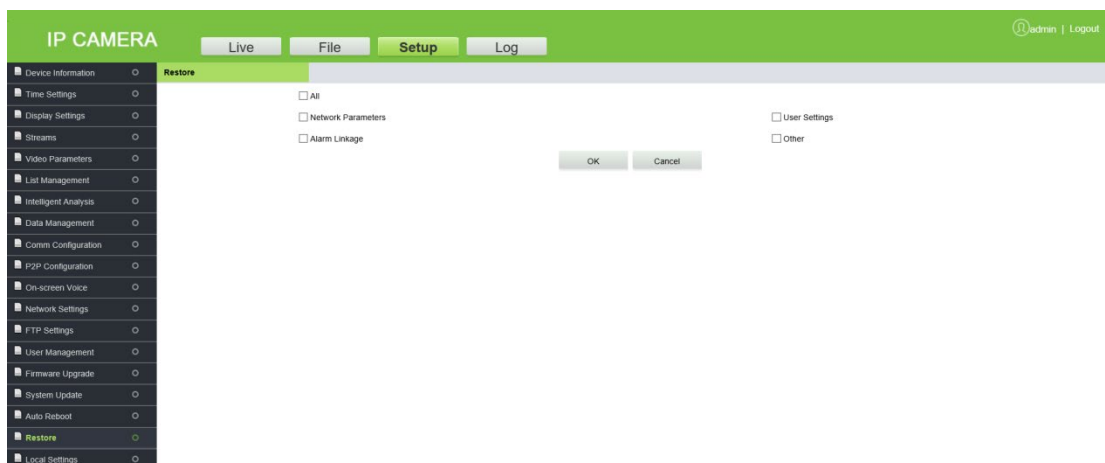 IP CAMERA
Live File Setup Log
admin | Logout
Device Information
Time Settings
Display Settings
Streams
Video Parameters
List Management
Intelligent Analysis
Data Management
Comm Configuration
P2P Configuration
On-screen Voice
Network Settings
FTP Settings
User Management
Firmware Upgrade
System Update
Auto Reboot
Restore
Local Settings
Restore
All
Network Parameters User Settings
Alarm Linkage Other
OK Cancel